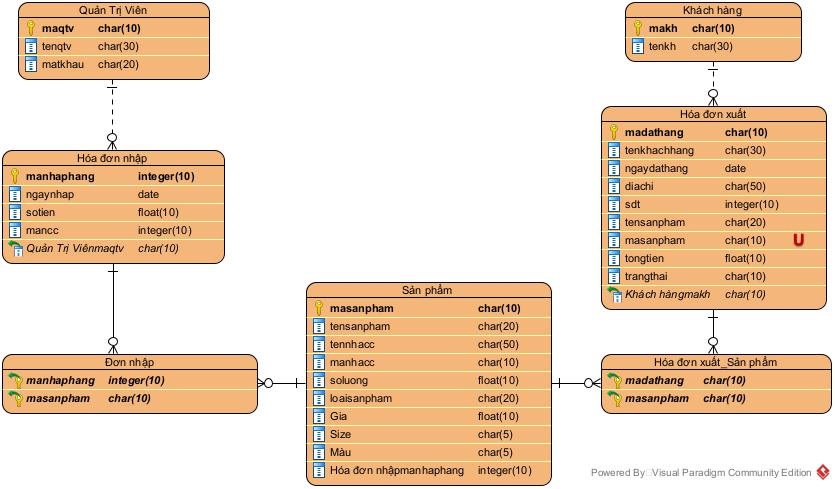 Quản Trị Viên
maqtv char(10)
tenqtv char(30)
matkhau char(20)
Khách hàng
makh char(10)
tenkh char(30)
Hóa đơn nhập
manhaphang integer(10)
ngaynhap date
sotien float(10)
mancc integer(10)
Quản Trị Viênmaqtv char(10)
Hóa đơn xuất
madathang char(10)
tenkhachhang char(30)
ngaydathang date
diachi char(50)
sdt integer(10)
tensanpham char(20)
masanpham char(10) U
tongtien float(10)
trangthai char(10)
Khách hàngmakh char(10)
Sản phẩm
masanpham char(10)
tensanpham char(20)
tennhacc char(50)
manhacc char(10)
soluong float(10)
loaisanpham char(20)
Gia float(10)
Size char(5)
Màu char(5)
Hóa đơn nhậpmanhaphang integer(10)
Đơn nhập
manhaphang integer(10)
masanpham char(10)
Hóa đơn xuất_Sản phẩm
madathang char(10)
masanpham char(10)
Powered By Visual Paradigm Community Edition